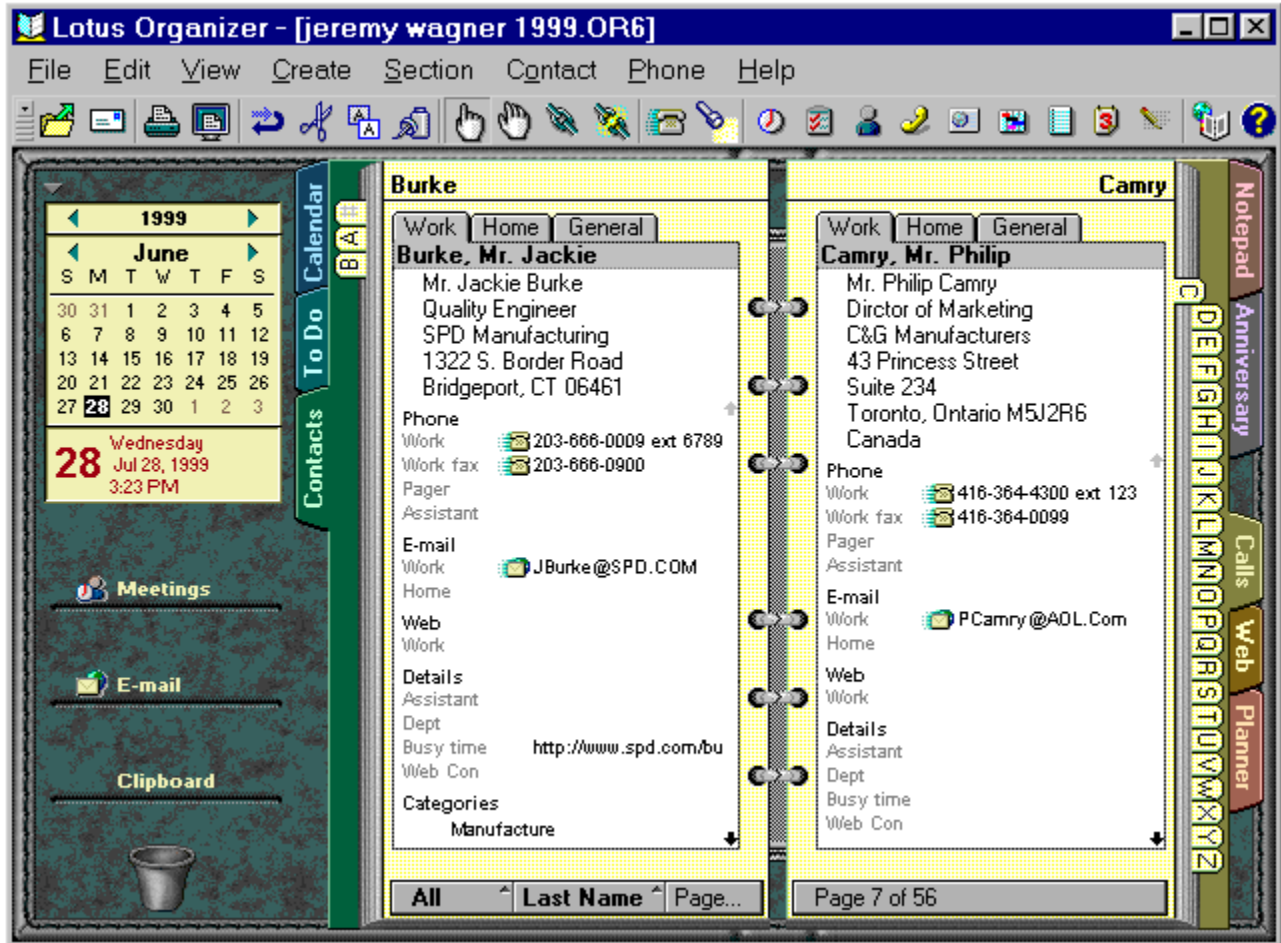 Lotus Organizer - [jeremy wagner 1999.OR6]
File Edit View Create Section Contact Phone Help
1999
June
S M T W T F S
30 31 1 2 3 4 5
6 7 8 9 10 11 12
13 14 15 16 17 18 19
20 21 22 23 24 25 26
27 28 29 30 1 2 3
28
Wednesday
Jul 28, 1999
3:23 PM
Meetings
E-mail
Clipboard
Calendar
To Do
Contacts
#
A
B
Burke
Work Home General
Burke, Mr. Jackie
Mr. Jackie Burke
Quality Engineer
SPD Manufacturing
1322 S. Border Road
Bridgeport, CT 06461
Phone
Work 203-666-0009 ext 6789
Work fax 203-666-0900
Pager
Assistant
E-mail
Work JBurke@SPD.COM
Home
Web
Work
Details
Assistant
Dept
Busy time http://www.spd.com/bu
Web Con
Categories
Manufacture
All Last Name Page...
Camry
Work Home General
Camry, Mr. Philip
Mr. Philip Camry
Dirctor of Marketing
C&G Manufacturers
43 Princess Street
Suite 234
Toronto, Ontario M5J2R6
Canada
Phone
Work 416-364-4300 ext 123
Work fax 416-364-0099
Pager
Assistant
E-mail
Work PCamry@AOL.Com
Home
Web
Work
Details
Assistant
Dept
Busy time
Web Con
Page 7 of 56
C
D
E
F
G
H
I
J
K
L
M
N
O
P
Q
R
S
T
U
V
W
X
Y
Z
Notepad
Anniversary
Calls
Web
Planner